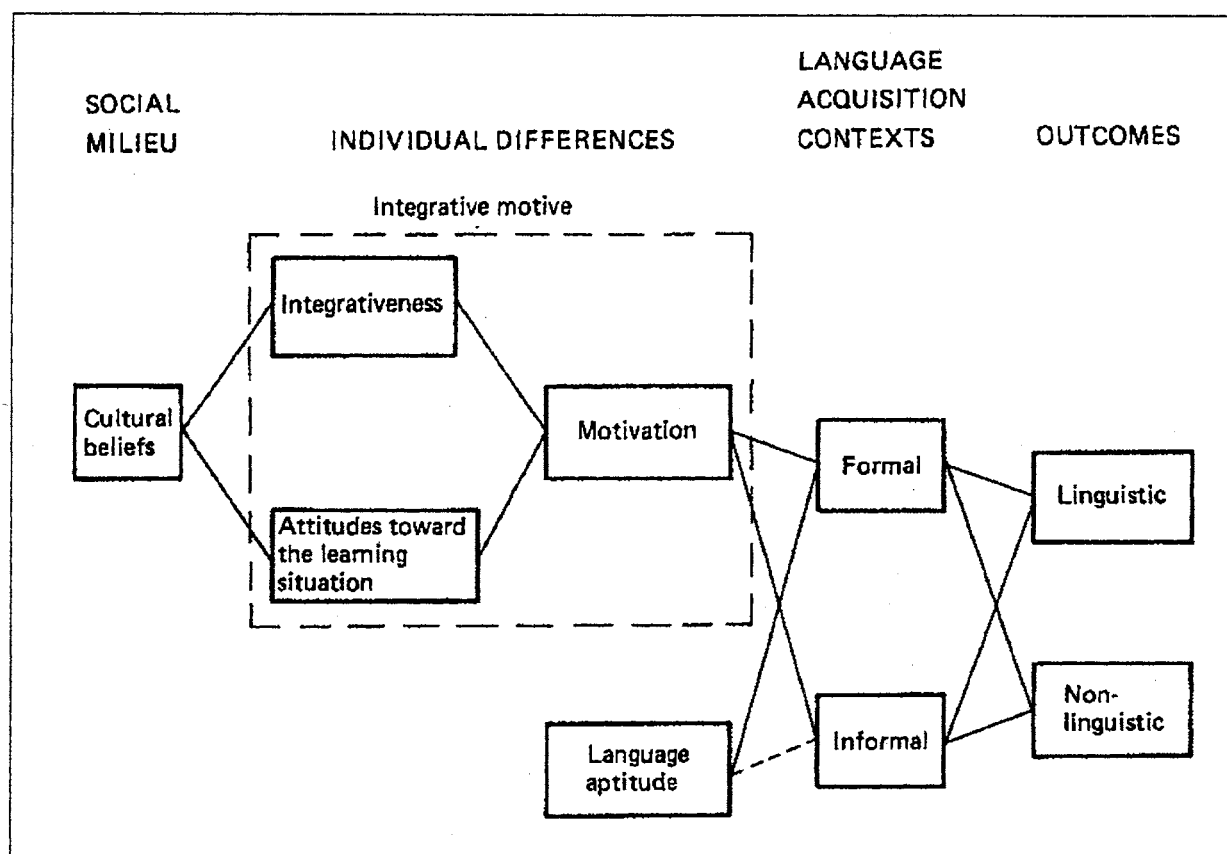 SOCIAL
MILIEU
INDIVIDUAL DIFFERENCES
LANGUAGE
ACQUISITION
CONTEXTS
OUTCOMES
Integrative motive
Integrativeness
Cultural
beliefs
Attitudes toward
the learning
situation
Motivation
Language
aptitude
Formal
Informal
Linguistic
Non-
linguistic